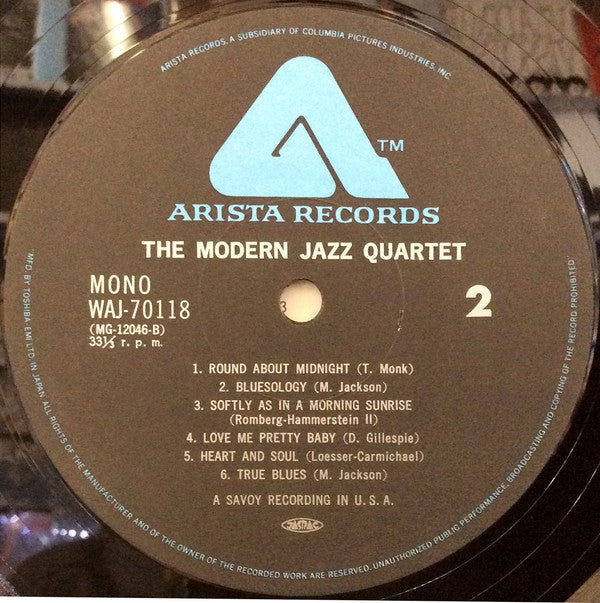 ARISTA RECORDS, A SUBSIDIARY OF COLUMBIA PICTURES INDUSTRIES, INC.
TM
ARISTA RECORDS
THE MODERN JAZZ QUARTET
MONO
WAJ-70118
(MG-12046-B)
33⅓ r. p. m.
3
2
1. ROUND ABOUT MIDNIGHT (T. Monk)
2. BLUESOLOGY (M. Jackson)
3. SOFTLY AS IN A MORNING SUNRISE
(Romberg-Hammerstein II)
4. LOVE ME PRETTY BABY (D. Gillespie)
5. HEART AND SOUL (Loesser-Carmichael)
6. TRUE BLUES (M. Jackson)
A SAVOY RECORDING IN U. S. A.
JASRAC
MFD. BY TOSHIBA EMI LTD. IN JAPAN. ALL RIGHTS OF THE MANUFACTURER AND OF THE OWNER OF THE RECORDED WORK ARE RESERVED. UNAUTHORIZED PUBLIC PERFORMANCE, BROADCASTING AND COPYING OF THE RECORD PROHIBITED